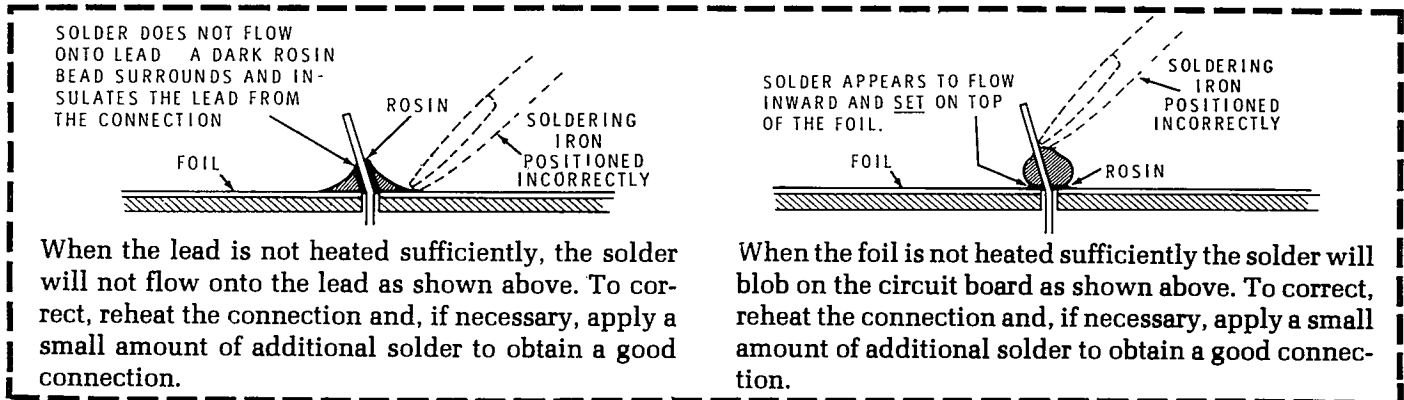 SOLDER DOES NOT FLOW
ONTO LEAD A DARK ROSIN
BEAD SURROUNDS AND IN-
SULATES THE LEAD FROM
THE CONNECTION
ROSIN
SOLDERING
IRON
POSITIONED
INCORRECTLY
FOIL
When the lead is not heated sufficiently, the solder
will not flow onto the lead as shown above. To cor-
rect, reheat the connection and, if necessary, apply a
small amount of additional solder to obtain a good
connection.
SOLDER APPEARS TO FLOW
INWARD AND SET ON TOP
OF THE FOIL.
SOLDERING
IRON
POSITIONED
INCORRECTLY
FOIL
ROSIN
When the foil is not heated sufficiently the solder will
blob on the circuit board as shown above. To correct,
reheat the connection and, if necessary, apply a small
amount of additional solder to obtain a good connec-
tion.